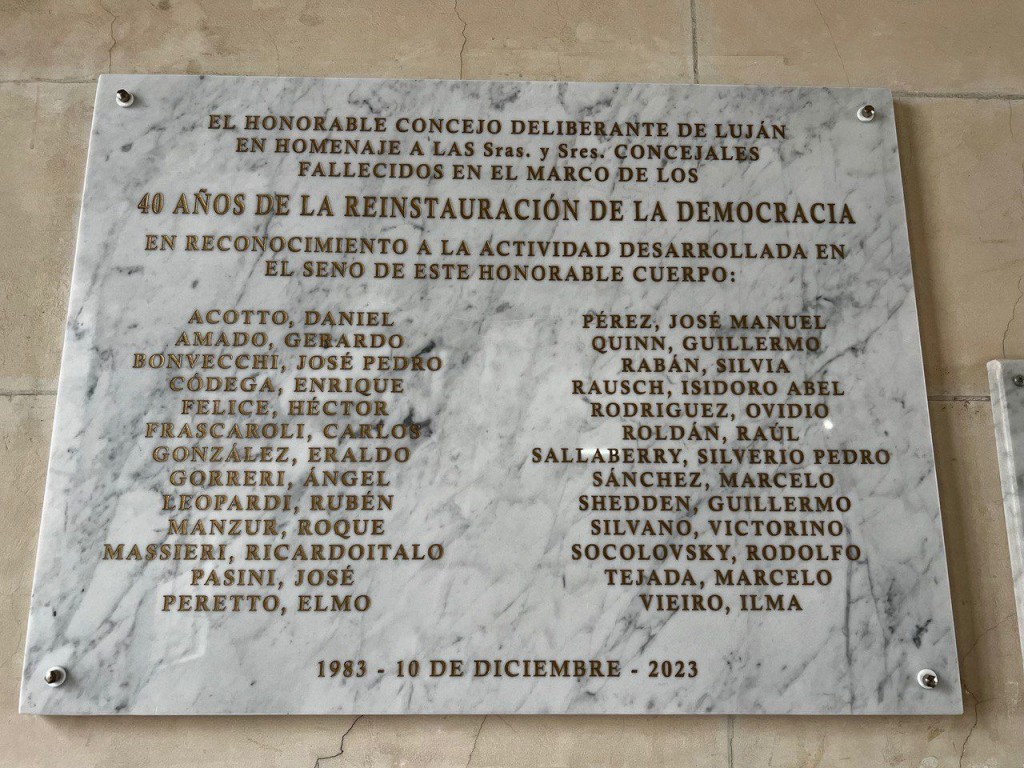 EL HONORABLE CONCEJO DELIBERANTE DE LUJÁN
EN HOMENAJE A LAS Sras. y Sres. CONCEJALES
FALLECIDOS EN EL MARCO DE LOS
40 AÑOS DE LA REINSTAURACIÓN DE LA DEMOCRACIA
EN RECONOCIMIENTO A LA ACTIVIDAD DESARROLLADA EN
EL SENO DE ESTE HONORABLE CUERPO:
ACOTTO, DANIEL
AMADO, GERARDO
BONVECCHI, JOSÉ PEDRO
CÓDEGA, ENRIQUE
FELICE, HÉCTOR
FRASCAROLI, CARLOS
GONZÁLEZ, ERALDO
GORRERI, ÁNGEL
LEOPARDI, RUBÉN
MANZUR, ROQUE
MASSIERI, RICARDOITALO
PASINI, JOSÉ
PERETTO, ELMO
PÉREZ, JOSÉ MANUEL
QUINN, GUILLERMO
RABÁN, SILVIA
RAUSCH, ISIDORO ABEL
RODRIGUEZ, OVIDIO
ROLDÁN, RAÚL
SALLABERRY, SILVERIO PEDRO
SÁNCHEZ, MARCELO
SHEDDEN, GUILLERMO
SILVANO, VICTORINO
SOCOLOVSKY, RODOLFO
TEJADA, MARCELO
VIEIRO, ILMA
1983 - 10 DE DICIEMBRE - 2023